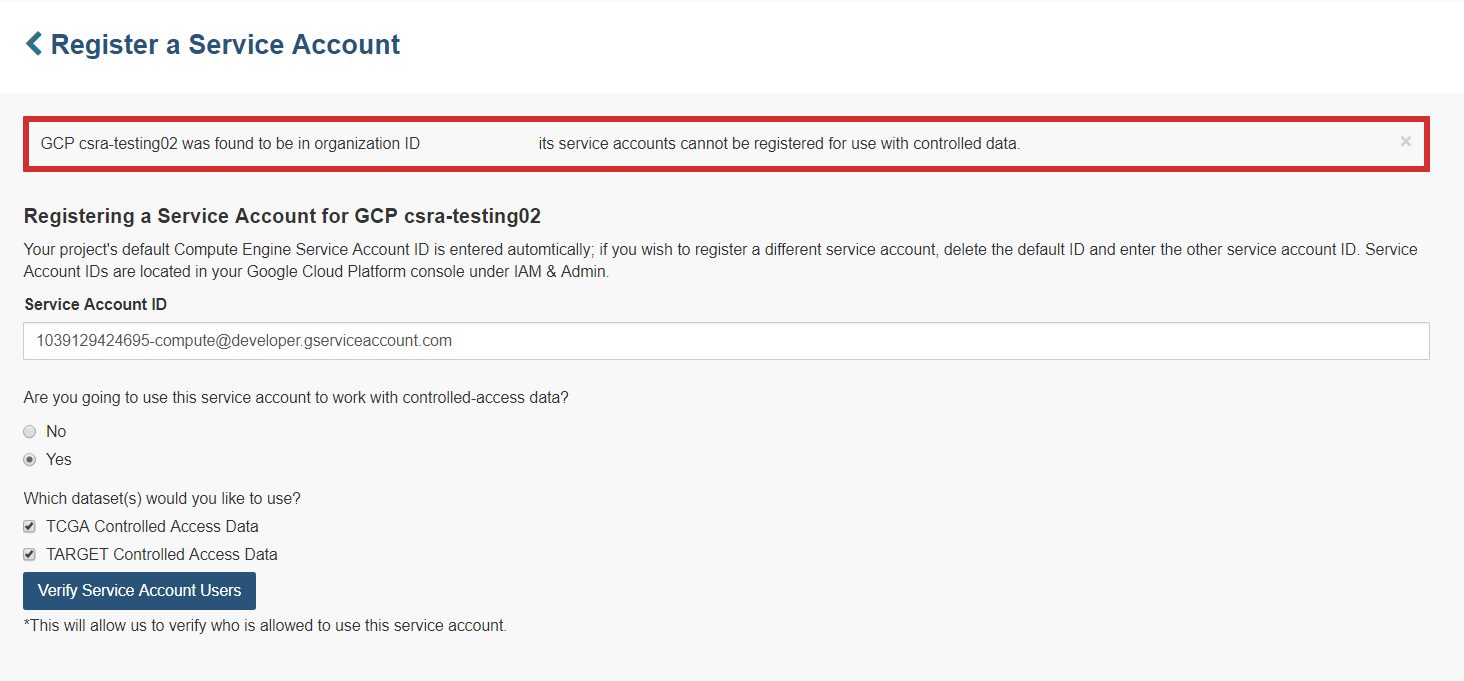 Register a Service Account
GCP csra-testing02 was found to be in organization ID its service accounts cannot be registered for use with controlled data.
×
Registering a Service Account for GCP csra-testing02
Your project's default Compute Engine Service Account ID is entered automtically; if you wish to register a different service account, delete the default ID and enter the other service account ID. Service
Account IDs are located in your Google Cloud Platform console under IAM & Admin.
Service Account ID
1039129424695-compute@developer.gserviceaccount.com
Are you going to use this service account to work with controlled-access data?
No
Yes
Which dataset(s) would you like to use?
TCGA Controlled Access Data
TARGET Controlled Access Data
Verify Service Account Users
*This will allow us to verify who is allowed to use this service account.